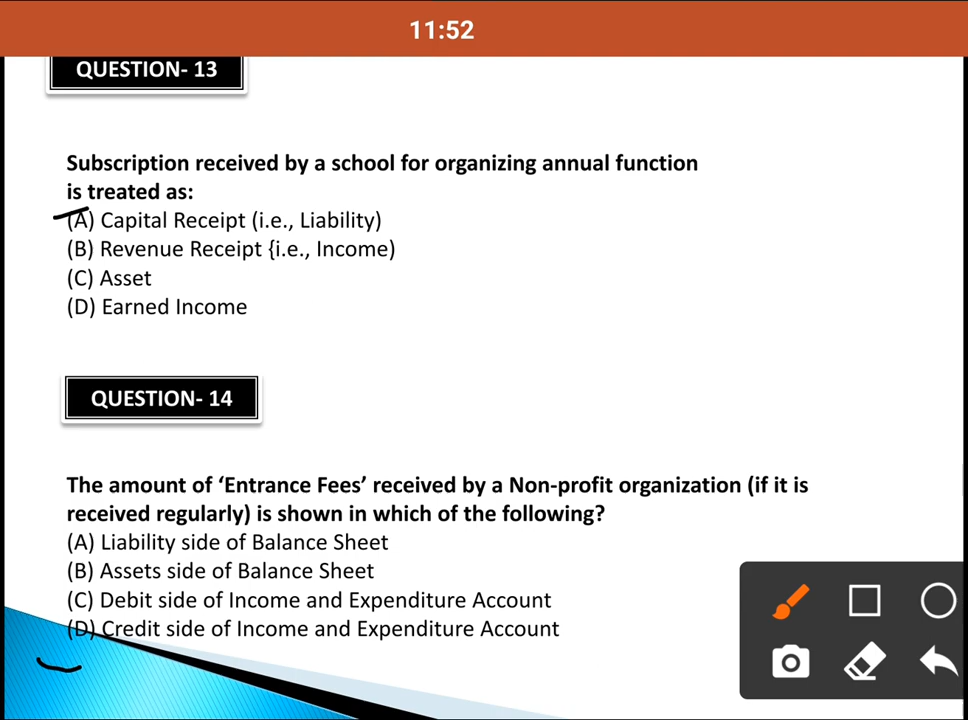 11:52
QUESTION- 13
Subscription received by a school for organizing annual function
is treated as:
(A) Capital Receipt (i.e., Liability)
(B) Revenue Receipt {i.e., Income)
(C) Asset
(D) Earned Income
QUESTION- 14
The amount of ‘Entrance Fees’ received by a Non-profit organization (if it is
received regularly) is shown in which of the following?
(A) Liability side of Balance Sheet
(B) Assets side of Balance Sheet
(C) Debit side of Income and Expenditure Account
(D) Credit side of Income and Expenditure Account